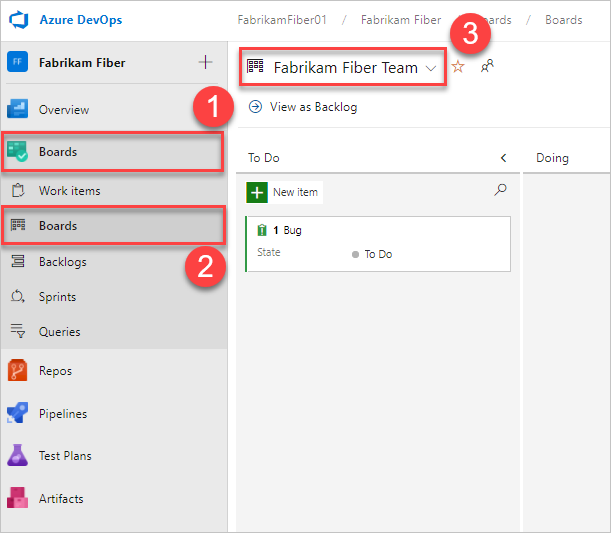 Azure DevOps
FabrikamFiber01 / Fabrikam Fiber / Boards / Boards
FF Fabrikam Fiber
3
Fabrikam Fiber Team
Overview
1
View as Backlog
Boards
To Do
Doing
Work items
New item
Boards
1 Bug
State
To Do
2
Backlogs
Sprints
Queries
Repos
Pipelines
Test Plans
Artifacts